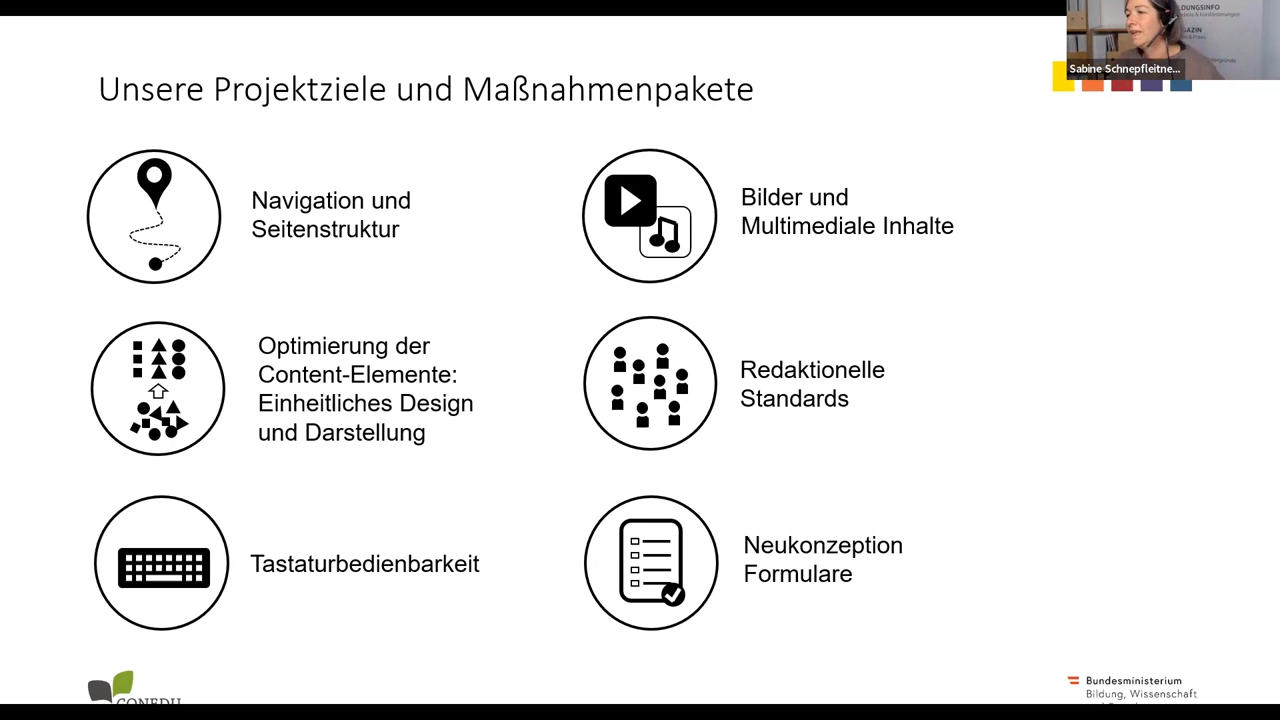 Unsere Projektziele und Maßnahmenpakete
Navigation und
Seitenstruktur
Optimierung der
Content-Elemente:
Einheitliches Design
und Darstellung
Tastaturbedienbarkeit
Bilder und
Multimediale Inhalte
Redaktionelle
Standards
Neukonzeption
Formulare
Sabine Schnepfleitne...
CONEDU
Bundesministerium
Bildung, Wissenschaft